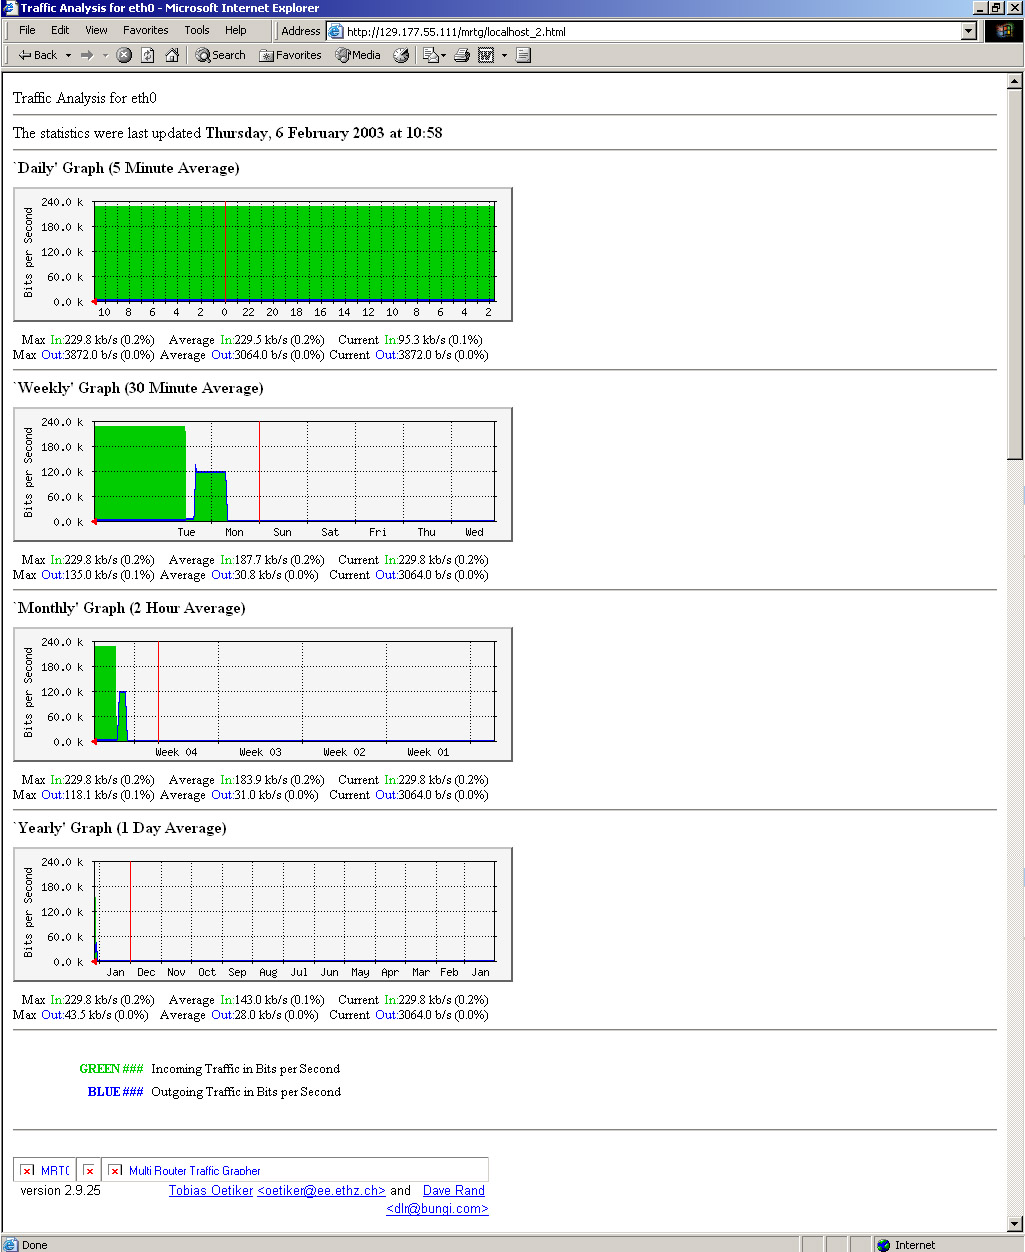 Traffic Analysis for eth0 - Microsoft Internet Explorer
File Edit View Favorites Tools Help Address http://129.177.55.111/mrtg/localhost_2.html
Back Search Favorites Media
Traffic Analysis for eth0
The statistics were last updated Thursday, 6 February 2003 at 10:58
`Daily' Graph (5 Minute Average)
Bits per Second
240.0 k
180.0 k
120.0 k
60.0 k
0.0 k
10 8 6 4 2 0 22 20 18 16 14 12 10 8 6 4 2
Max In:229.8 kb/s (0.2%) Average In:229.5 kb/s (0.2%) Current In:95.3 kb/s (0.1%)
Max Out:3872.0 b/s (0.0%) Average Out:3064.0 b/s (0.0%) Current Out:3872.0 b/s (0.0%)
`Weekly' Graph (30 Minute Average)
Bits per Second
240.0 k
180.0 k
120.0 k
60.0 k
0.0 k
Tue Mon Sun Sat Fri Thu Wed
Max In:229.8 kb/s (0.2%) Average In:187.7 kb/s (0.2%) Current In:229.8 kb/s (0.2%)
Max Out:135.0 kb/s (0.1%) Average Out:30.8 kb/s (0.0%) Current Out:3064.0 b/s (0.0%)
`Monthly' Graph (2 Hour Average)
Bits per Second
240.0 k
180.0 k
120.0 k
60.0 k
0.0 k
Week 04 Week 03 Week 02 Week 01
Max In:229.8 kb/s (0.2%) Average In:183.9 kb/s (0.2%) Current In:229.8 kb/s (0.2%)
Max Out:118.1 kb/s (0.1%) Average Out:31.0 kb/s (0.0%) Current Out:3064.0 b/s (0.0%)
`Yearly' Graph (1 Day Average)
Bits per Second
240.0 k
180.0 k
120.0 k
60.0 k
0.0 k
Jan Dec Nov Oct Sep Aug Jul Jun May Apr Mar Feb Jan
Max In:229.8 kb/s (0.2%) Average In:143.0 kb/s (0.1%) Current In:229.8 kb/s (0.2%)
Max Out:43.5 kb/s (0.0%) Average Out:28.0 kb/s (0.0%) Current Out:3064.0 b/s (0.0%)
GREEN ### Incoming Traffic in Bits per Second
BLUE ### Outgoing Traffic in Bits per Second
MRTG Multi Router Traffic Grapher
version 2.9.25 Tobias Oetiker <oetiker@ee.ethz.ch> and Dave Rand
<dlr@bungi.com>
Done Internet